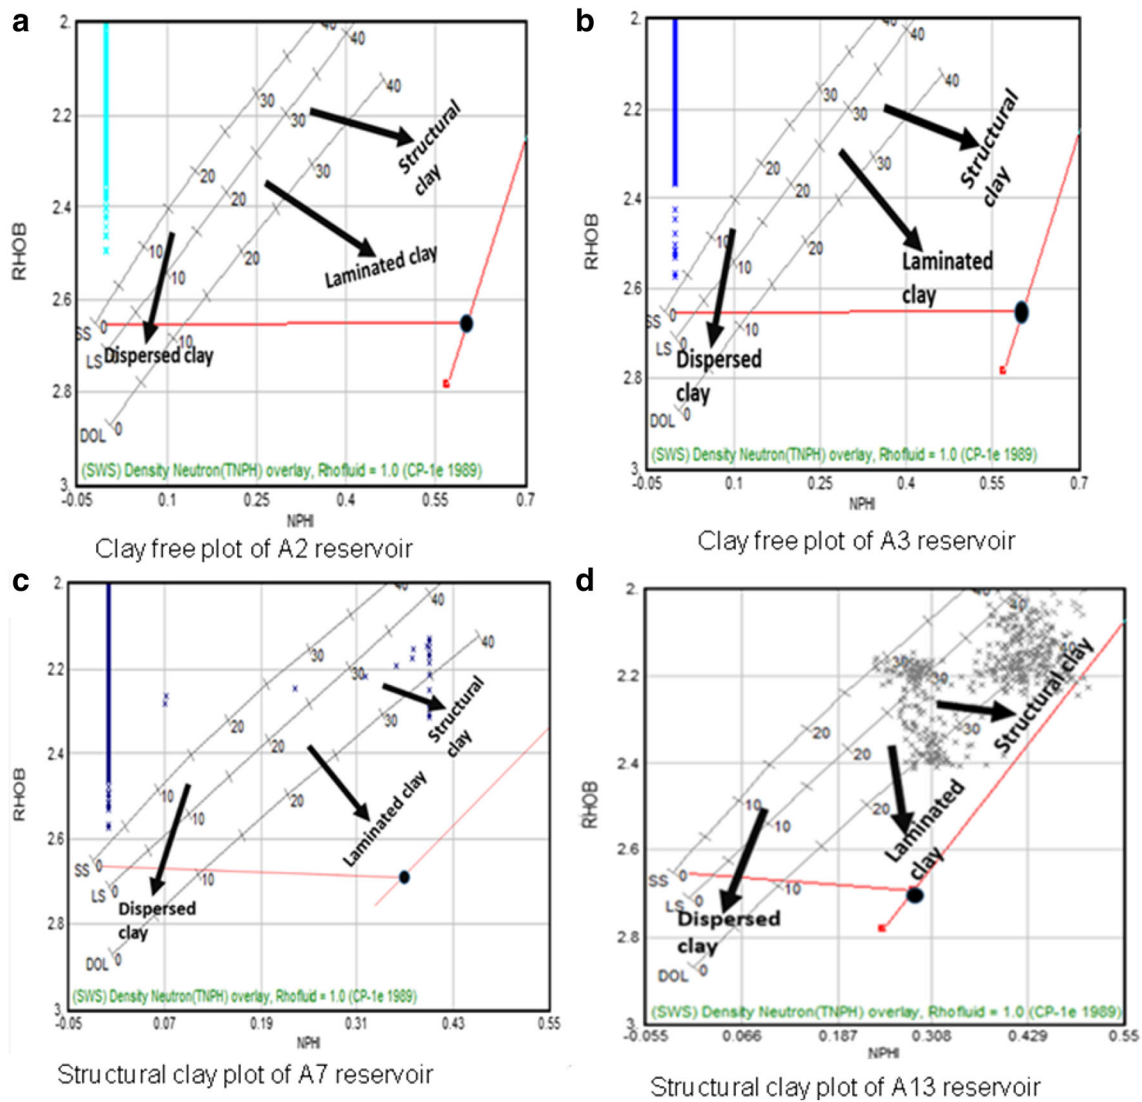 a
2.
2.2
2.4
2.6
2.8
3.
RHOB
40
40
40
30
30
30
20
20
20
10
10
10
SS 0
LS
DOL 0
Structural
clay
Laminated clay
Dispersed clay
(SWS) Density Neutron(TNPH) overlay, Rhofluid = 1.0 (CP-1e 1989)
-0.05 0.1 0.25 0.4 0.55 0.7
NPHI
Clay free plot of A2 reservoir
b
2.
2.2
2.4
2.6
2.8
3.
RHOB
40
40
40
30
30
30
20
20
20
10
10
10
SS 0
LS 0
DOL 0
Structural
clay
Laminated
clay
Dispersed
clay
(SWS) Density Neutron(TNPH) overlay, Rhofluid = 1.0 (CP-1e 1989)
-0.05 0.1 0.25 0.4 0.55 0.7
NPHI
Clay free plot of A3 reservoir
c
2.
2.2
2.4
2.6
2.8
3.
RHOB
40
40
40
30
30
30
20
20
20
10
10
10
SS 0
LS 0
DOL 0
Structural
clay
Laminated clay
Dispersed
clay
(SWS) Density Neutron(TNPH) overlay, Rhofluid = 1.0 (CP-1e 1989)
-0.05 0.07 0.19 0.31 0.43 0.55
NPHI
Structural clay plot of A7 reservoir
d
2.
2.2
2.4
2.6
2.8
3.
RHOB
40
40
40
30
30
30
20
20
20
10
10
10
SS 0
LS 0
DOL 0
Structural clay
Laminated
clay
Dispersed
clay
(SWS) Density Neutron(TNPH) overlay, Rhofluid = 1.0 (CP-1e 1989)
-0.055 0.066 0.187 0.308 0.429 0.55
NPHI
Structural clay plot of A13 reservoir